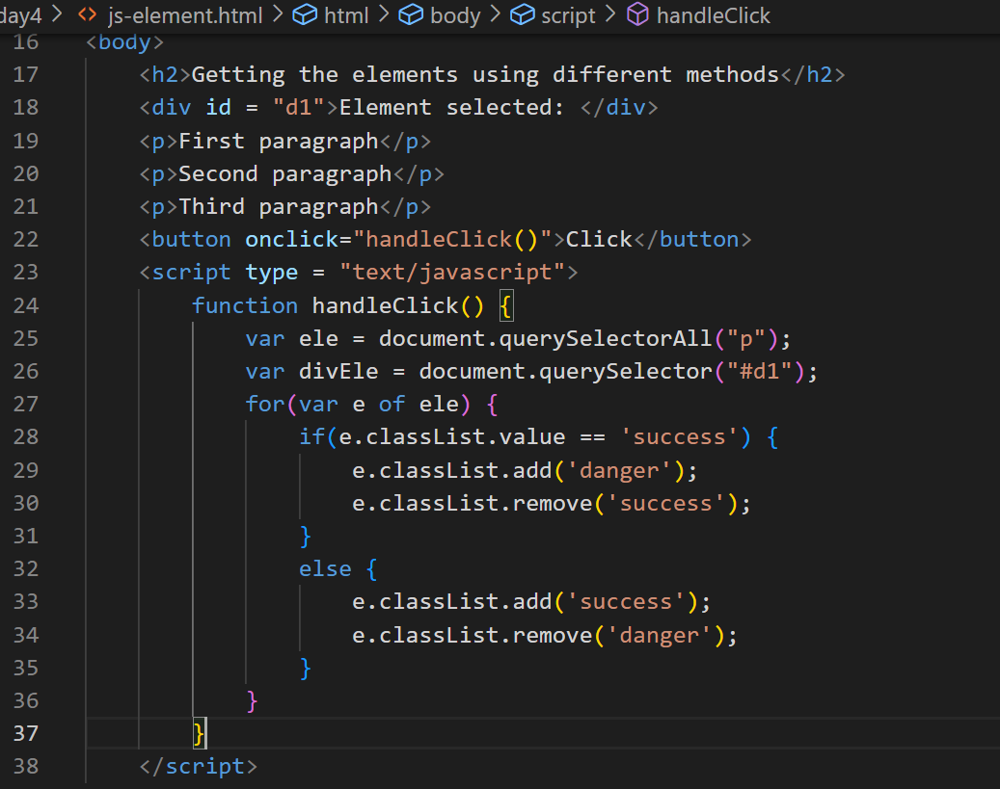 day4 > <> js-element.html > html > body > script > handleClick
16 <body>
17 <h2>Getting the elements using different methods</h2>
18 <div id = "d1">Element selected: </div>
19 <p>First paragraph</p>
20 <p>Second paragraph</p>
21 <p>Third paragraph</p>
22 <button onclick="handleClick()">Click</button>
23 <script type = "text/javascript">
24 function handleClick() {
25 var ele = document.querySelectorAll("p");
26 var divEle = document.querySelector("#d1");
27 for(var e of ele) {
28 if(e.classList.value == 'success') {
29 e.classList.add('danger');
30 e.classList.remove('success');
31 }
32 else {
33 e.classList.add('success');
34 e.classList.remove('danger');
35 }
36 }
37 }
38 </script>